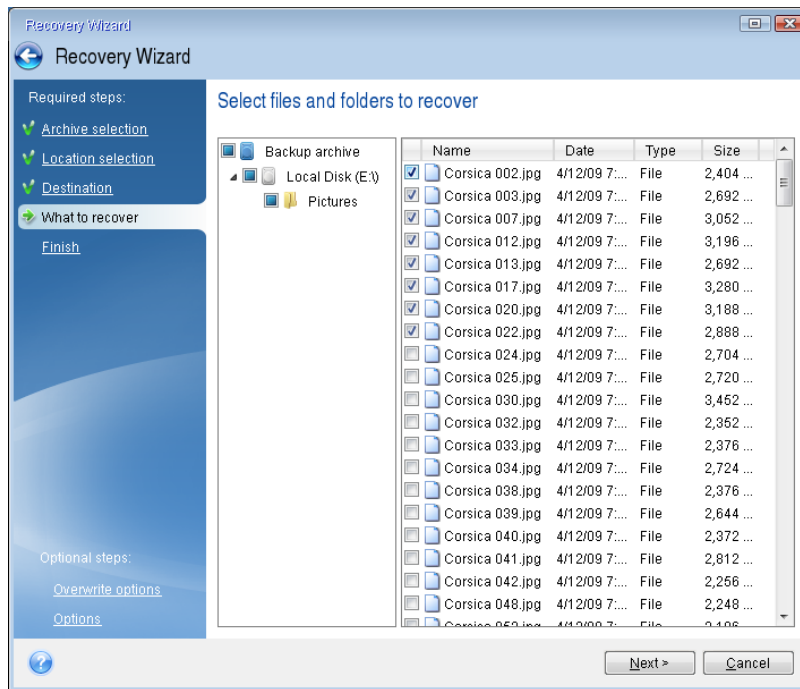 Recovery Wizard
Recovery Wizard
Required steps:
Archive selection
Location selection
Destination
What to recover
Finish
Optional steps:
Overwrite options
Options
Select files and folders to recover
Backup archive
Local Disk (E:\)
Pictures
Name Date Type Size
Corsica 002.jpg 4/12/09 7:... File 2,404 ...
Corsica 003.jpg 4/12/09 7:... File 2,692 ...
Corsica 007.jpg 4/12/09 7:... File 3,052 ...
Corsica 012.jpg 4/12/09 7:... File 3,196 ...
Corsica 013.jpg 4/12/09 7:... File 2,692 ...
Corsica 017.jpg 4/12/09 7:... File 3,280 ...
Corsica 020.jpg 4/12/09 7:... File 3,188 ...
Corsica 022.jpg 4/12/09 7:... File 2,888 ...
Corsica 024.jpg 4/12/09 7:... File 2,704 ...
Corsica 025.jpg 4/12/09 7:... File 2,720 ...
Corsica 030.jpg 4/12/09 7:... File 3,452 ...
Corsica 032.jpg 4/12/09 7:... File 2,352 ...
Corsica 033.jpg 4/12/09 7:... File 2,376 ...
Corsica 034.jpg 4/12/09 7:... File 2,724 ...
Corsica 038.jpg 4/12/09 7:... File 2,376 ...
Corsica 039.jpg 4/12/09 7:... File 2,644 ...
Corsica 040.jpg 4/12/09 7:... File 2,372 ...
Corsica 041.jpg 4/12/09 7:... File 2,812 ...
Corsica 042.jpg 4/12/09 7:... File 2,256 ...
Corsica 048.jpg 4/12/09 7:... File 2,248 ...
Next >
Cancel